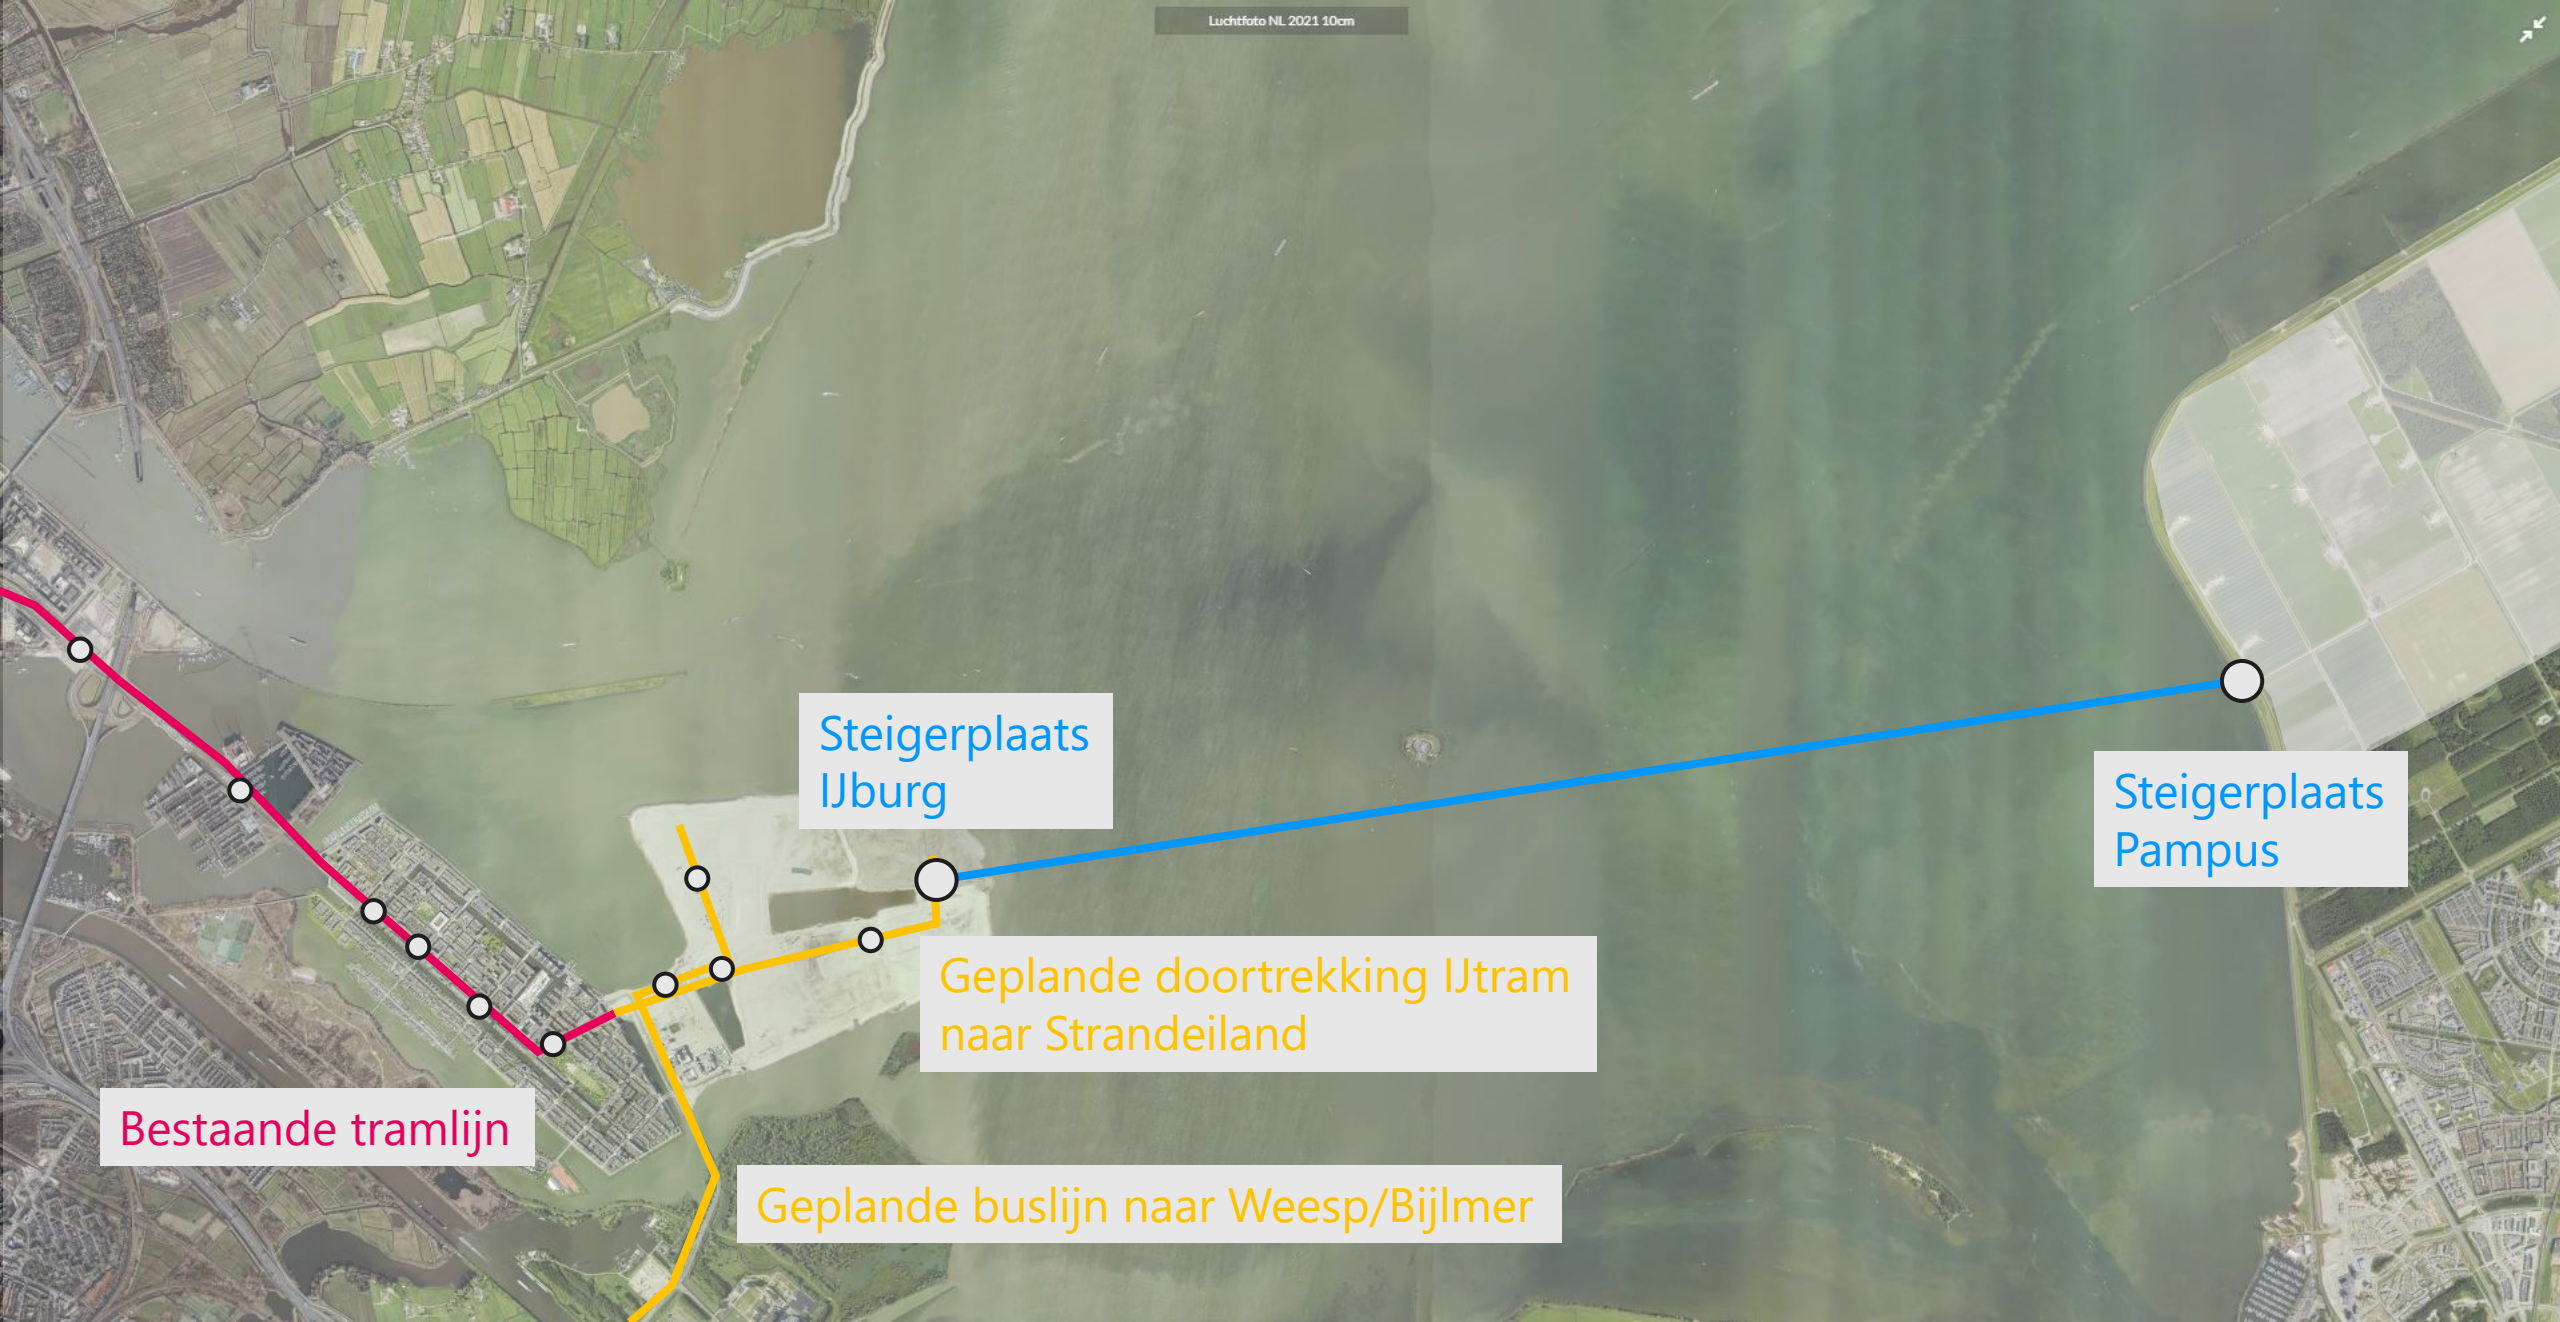 Luchtfoto NL 2021 10cm
Steigerplaats
IJburg
Steigerplaats
Pampus
Geplande doortrekking IJtram
naar Strandeiland
Bestaande tramlijn
Geplande buslijn naar Weesp/Bijlmer